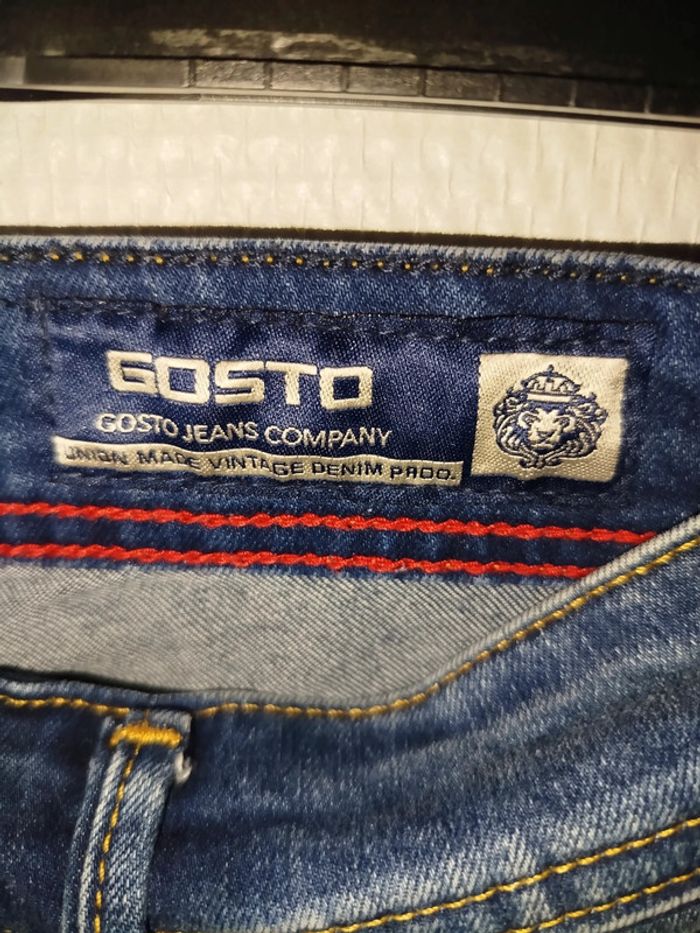 GOSTO
GOSTO JEANS COMPANY
UNION MADE VINTAGE DENIM PROD.